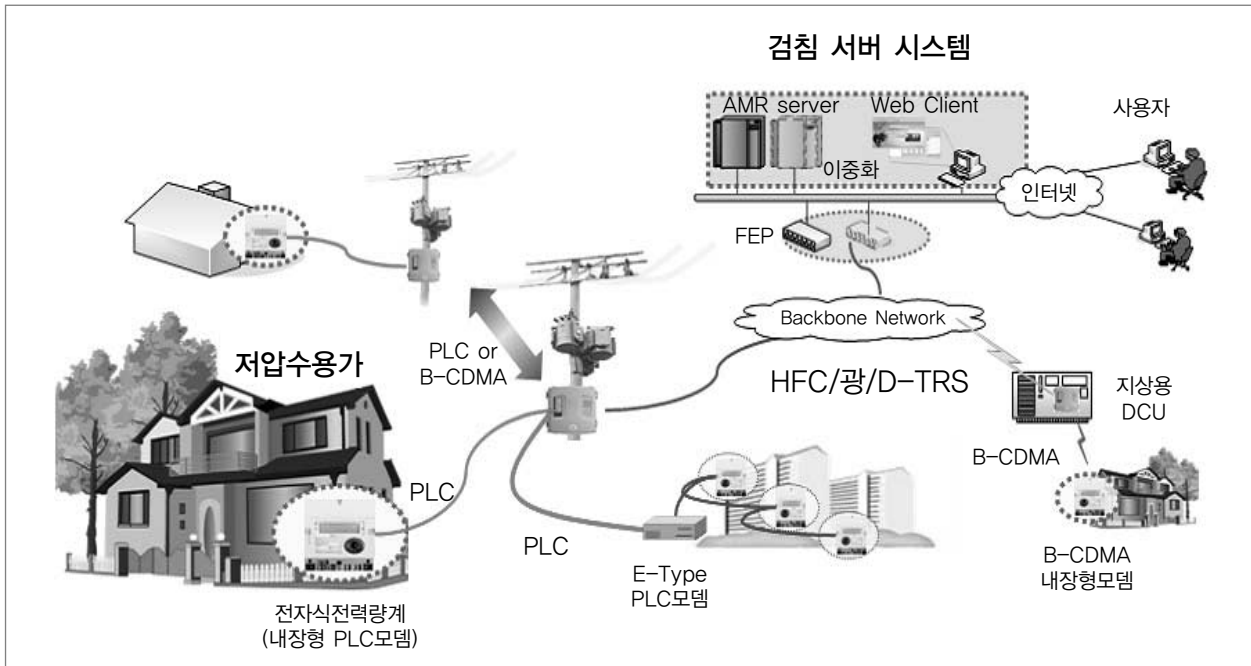 검침 서버 시스템
AMR server
Web Client
사용자
이중화
인터넷
FEP
Backbone Network
저압수용가
PLC or
B-CDMA
HFC/광/D-TRS
지상용
DCU
B-CDMA
PLC
PLC
E-Type
PLC모뎀
B-CDMA
내장형모뎀
전자식전력량계
(내장형 PLC모뎀)